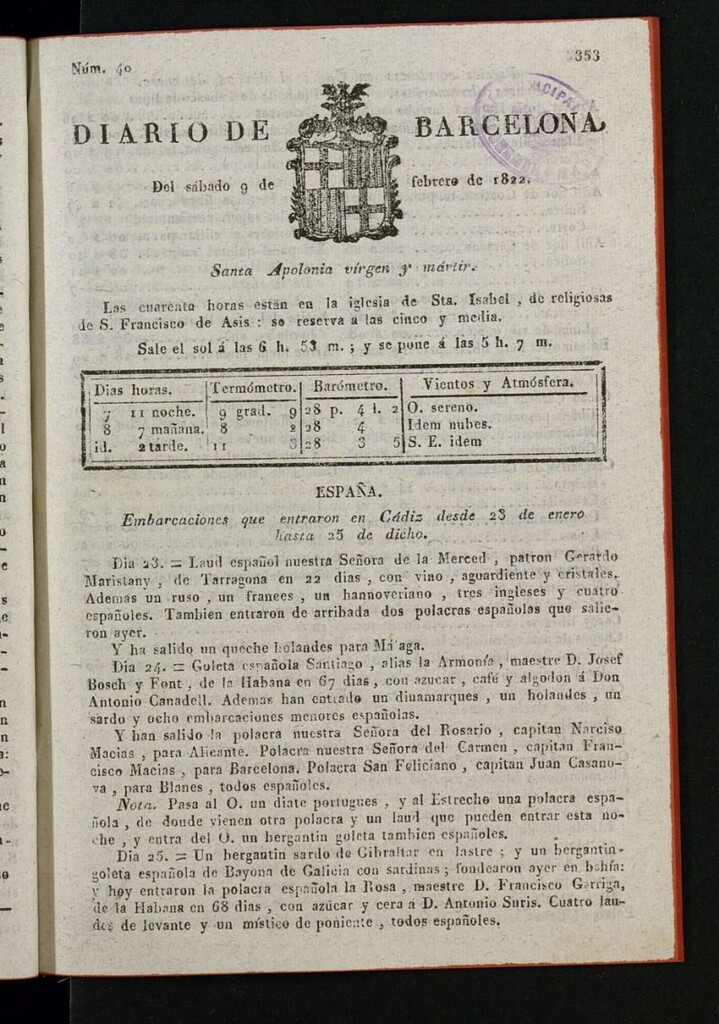 Núm. 40
353
DIARIO DE BARCELONA,
Del sábado 9 de febrero de 1822.
Santa Apolonia vírgen y mártir.
Las cuarenta horas estan en la iglesia de Sta. Isabel, de religiosas
de S. Francisco de Asis : se reserva á las cinco y media.
Sale el sol á las 6 h. 53 m. ; y se pone á las 5 h. 7 m.
Dias horas. Termómetro. Barómetro. Vientos y Atmósfera.
7 11 noche. 9 grad. 9 28 p. 4 l. 2 O. sereno.
8 7 mañana. 8 2 28 4 Idem nubes.
id. 2 tarde. 11 3 28 3 5 S. E. idem
ESPAÑA.
Embarcaciones que entraron en Cádiz desde 23 de enero
hasta 25 de dicho.
Dia 23. = Laud español nuestra Señora de la Merced , patron Gerardo
Maristany , de Tarragona en 22 dias , con vino , aguardiente y cristales.
Ademas un ruso , un frances , un hannoveriano , tres ingleses y cuatro
españoles. Tambien entraron de arribada dos polacras españolas que salie-
ron ayer.
Y ha salido un queche holandes para Málaga.
Dia 24. = Goleta española Santiago , alias la Armonía , maestre D. Josef
Bosch y Font , de la Habana en 67 dias , con azucar , café y algodon á Don
Antonio Canadell. Ademas han entrado un dinamarques , un holandes , un
sardo y ocho embarcaciones menores españolas.
Y han salido la polacra nuestra Señora del Rosario , capitan Narciso
Macias , para Alicante. Polacra nuestra Señora del Carmen , capitan Fran-
cisco Macias , para Barcelona. Polacra San Feliciano , capitan Juan Casano-
va , para Blanes , todos españoles.
Nota. Pasa al O. un diate portugues , y al Estrecho una polacra espa-
ñola , de donde vienen otra polacra y un laud que pueden entrar esta no-
che , y entra del O. un bergantin goleta tambien españoles.
Dia 25. = Un bergantin sardo de Gibraltar en lastre ; y un bergantin-
goleta española de Bayona de Galicia con sardinas ; fondearon ayer en bahía:
y hoy entraron la polacra española la Rosa , maestre D. Francisco Garriga,
de la Habana en 68 dias , con azúcar y cera á D. Antonio Suris. Cuatro lau-
des de levante y un místico de poniente , todos españoles.